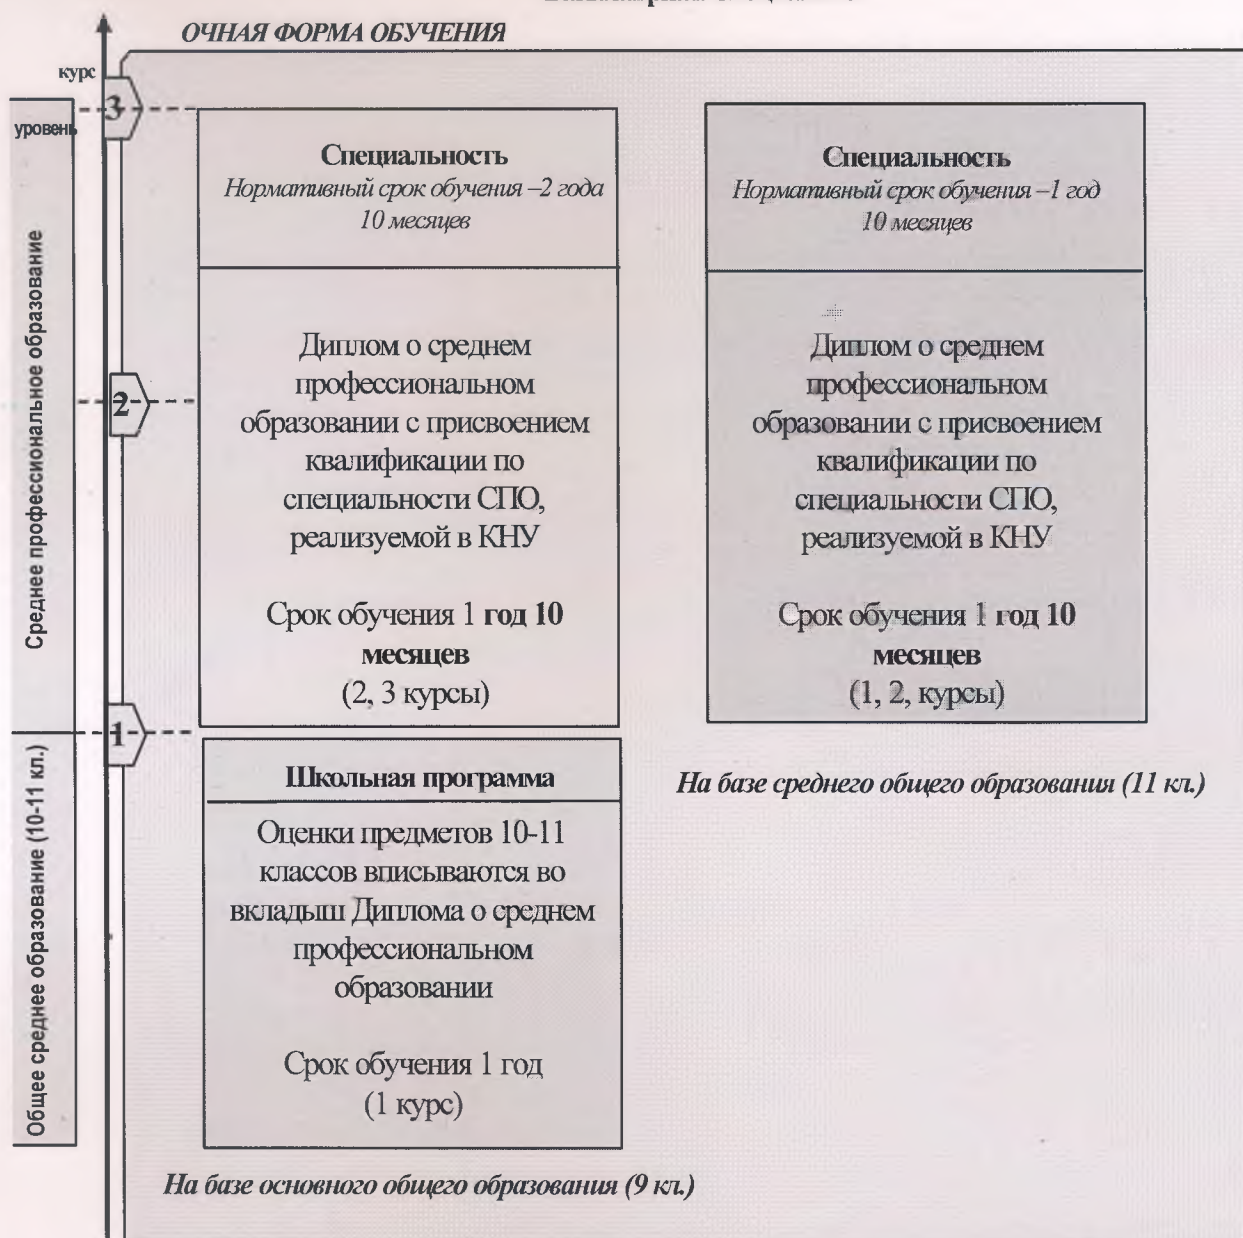 ОЧНАЯ ФОРМА ОБУЧЕНИЯ
курс
уровень
3
2
1
Среднее профессиональное образование
Общее среднее образование (10-11 кл.)
Специальность
Нормативный срок обучения –2 года
10 месяцев
Диплом о среднем
профессиональном
образовании с присвоением
квалификации по
специальности СПО,
реализуемой в КНУ
Срок обучения 1 год 10
месяцев
(2, 3 курсы)
Школьная программа
Оценки предметов 10-11
классов вписываются во
вкладыш Диплома о среднем
профессиональном
образовании
Срок обучения 1 год
(1 курс)
На базе основного общего образования (9 кл.)
Специальность
Нормативный срок обучения –1 год
10 месяцев
Диплом о среднем
профессиональном
образовании с присвоением
квалификации по
специальности СПО,
реализуемой в КНУ
Срок обучения 1 год 10
месяцев
(1, 2, курсы)
На базе среднего общего образования (11 кл.)